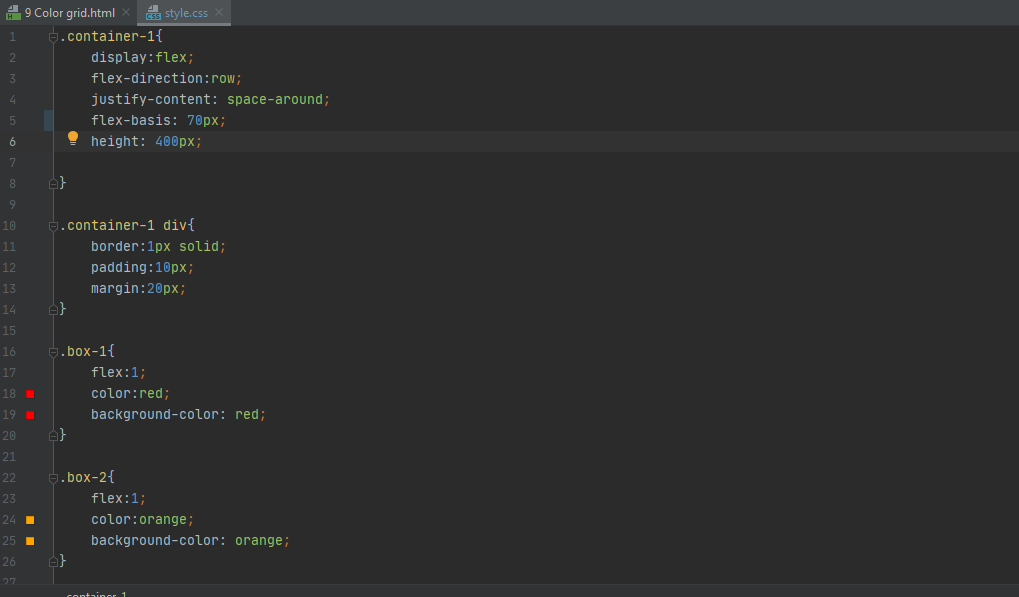 9 Color grid.html × style.css ×
1 .container-1{
2 display:flex;
3 flex-direction:row;
4 justify-content: space-around;
5 flex-basis: 70px;
6 height: 400px;
7
8 }
9
10 .container-1 div{
11 border:1px solid;
12 padding:10px;
13 margin:20px;
14 }
15
16 .box-1{
17 flex:1;
18 color:red;
19 background-color: red;
20 }
21
22 .box-2{
23 flex:1;
24 color:orange;
25 background-color: orange;
26 }
27
.container-1